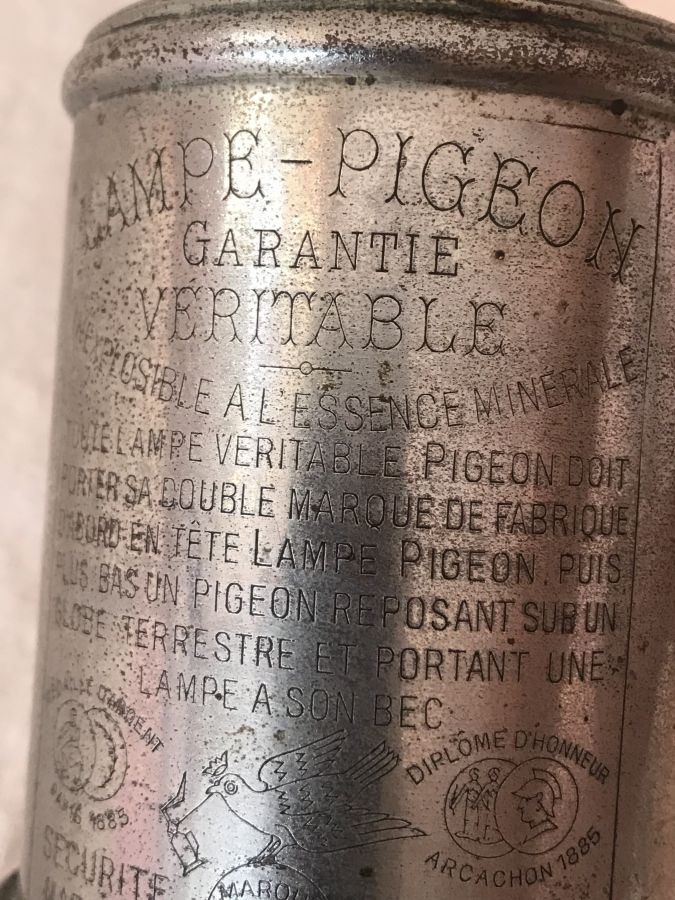 LAMPE-PIGEON
GARANTIE
VERITABLE
INEXPLOSIBLE A L'ESSENCE MINERALE
TOUTE LAMPE VERITABLE PIGEON DOIT
PORTER SA DOUBLE MARQUE DE FABRIQUE
D'ABORD EN TÊTE LAMPE PIGEON, PUIS
PLUS BAS UN PIGEON REPOSANT SUR UN
GLOBE TERRESTRE ET PORTANT UNE
LAMPE A SON BEC
D'ARGENT
PARIS 1885
DIPLOME D'HONNEUR
ARCACHON 1885
SECURITE